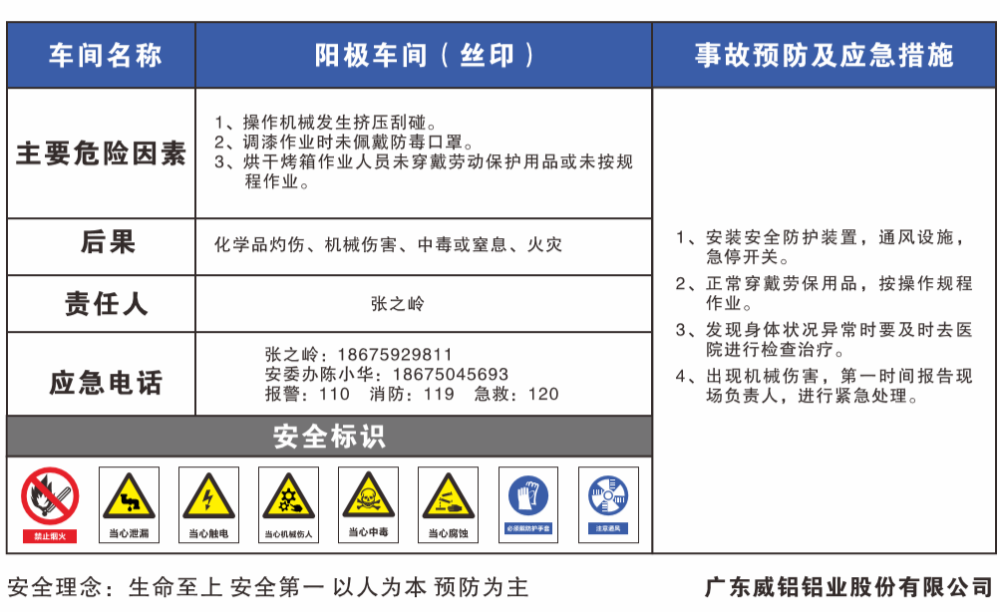 车间名称
阳极车间（丝印）
事故预防及应急措施
主要危险因素
1、操作机械发生挤压刮碰。
2、调漆作业时未佩戴防毒口罩。
3、烘干烤箱作业人员未穿戴劳动保护用品或未按规
程作业。
后果
化学品灼伤、机械伤害、中毒或窒息、火灾
责任人
张之岭
应急电话
张之岭：18675929811
安委办陈小华：18675045693
报警：110 消防：119 急救：120
1、安装安全防护装置，通风设施，
急停开关。
2、正常穿戴劳保用品，按操作规程
作业。
3、发现身体状况异常时要及时去医
院进行检查治疗。
4、出现机械伤害，第一时间报告现
场负责人，进行紧急处理。
安全标识
禁止烟火
当心泄漏
当心触电
当心机械伤人
当心中毒
当心腐蚀
必须戴防护手套
注意通风
安全理念：生命至上 安全第一 以人为本 预防为主
广东威铝铝业股份有限公司